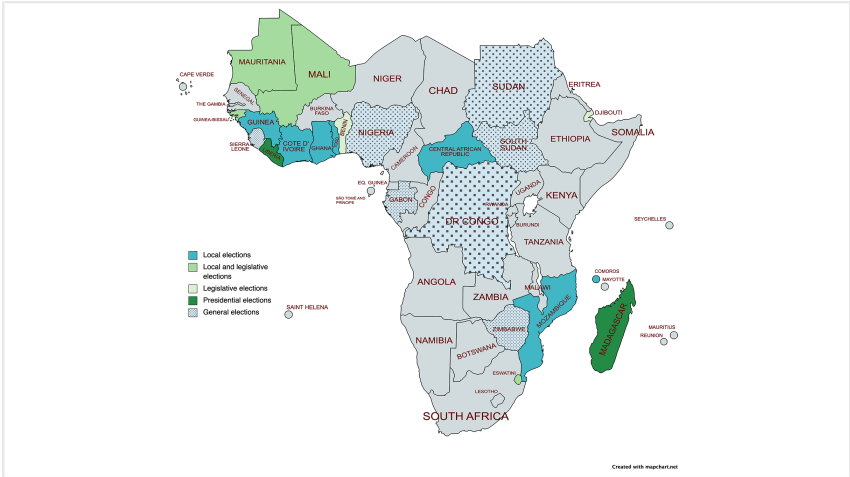 MAURITANIA
MALI
NIGER
CHAD
SUDAN
ERITREA
CAPE VERDE
SENEGAL
THE GAMBIA
GUINEA-BISSAU
GUINEA
BURKINA
FASO
BENIN
NIGERIA
DJIBOUTI
SOMALIA
ETHIOPIA
SOUTH
SUDAN
SIERRA
LEONE
LIBERIA
COTE D'
IVOIRE
GHANA
CAMEROON
CENTRAL AFRICAN
REPUBLIC
EQ. GUINEA
SÃO TOMÉ AND
PRÍNCIPE
GABON
CONGO
UGANDA
KENYA
RWANDA
DR CONGO
BURUNDI
TANZANIA
SEYCHELLES
Local elections
Local and legislative
elections
Legislative elections
Presidential elections
General elections
SAINT HELENA
ANGOLA
ZAMBIA
MALAWI
MOZAMBIQUE
COMOROS
MAYOTTE
ZIMBABWE
MADAGASCAR
MAURITIUS
REUNION
NAMIBIA
BOTSWANA
ESWATINI
LESOTHO
SOUTH AFRICA
Created with mapchart.net